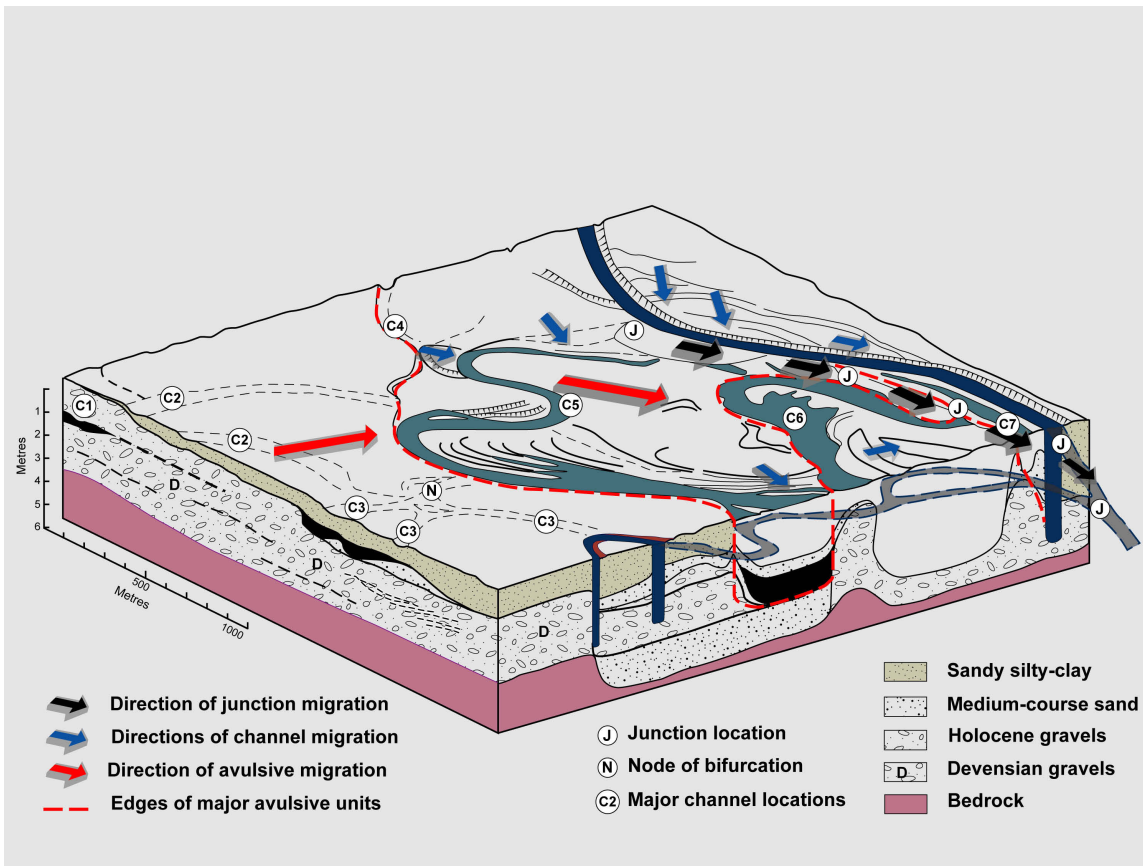 J
C4
J
C5
C1
C2
C6
J
C7
C2
J
1
2
3
4
5
6
Metres
D
N
C3
C3
C3
J
D
D
500
1000
Metres
Direction of junction migration
Directions of channel migration
Direction of avulsive migration
Edges of major avulsive units
J Junction location
N Node of bifurcation
C2 Major channel locations
Sandy silty-clay
Medium-course sand
Holocene gravels
D Devensian gravels
Bedrock